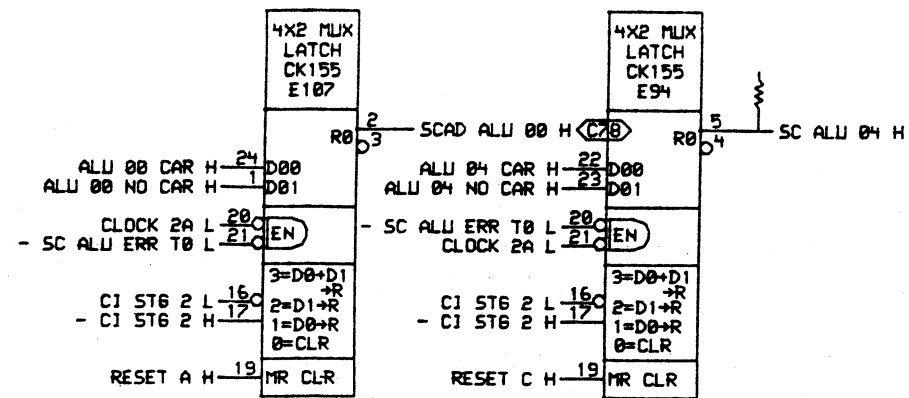 4X2 MUX
LATCH
CK155
E107
R0
2
3
SCAD ALU 00 H
C78
ALU 00 CAR H 24 D00
ALU 00 NO CAR H 1 D01
CLOCK 2A L 20
- SC ALU ERR T0 L 21
EN
3=D0+D1
→R
2=D1→R
1=D0→R
0=CLR
CI STG 2 L 16
- CI STG 2 H 17
RESET A H 19 MR CLR
4X2 MUX
LATCH
CK155
E94
R0
5
4
SC ALU 04 H
ALU 04 CAR H 22 D00
ALU 04 NO CAR H 23 D01
- SC ALU ERR T0 L 20
CLOCK 2A L 21
EN
3=D0+D1
→R
2=D1→R
1=D0→R
0=CLR
CI STG 2 L 16
- CI STG 2 H 17
RESET C H 19 MR CLR